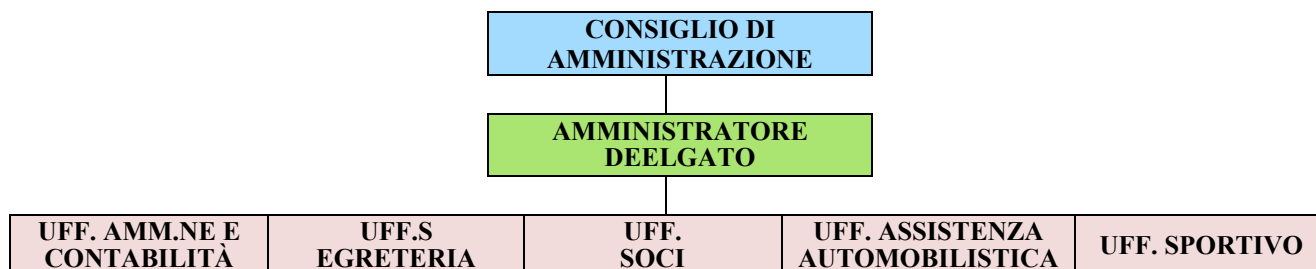 CONSIGLIO DI
AMMINISTRAZIONE
AMMINISTRATORE
DEELGATO
UFF. AMM.NE E
CONTABILITÀ
UFF.S
EGRETERIA
UFF.
SOCI
UFF. ASSISTENZA
AUTOMOBILISTICA
UFF. SPORTIVO